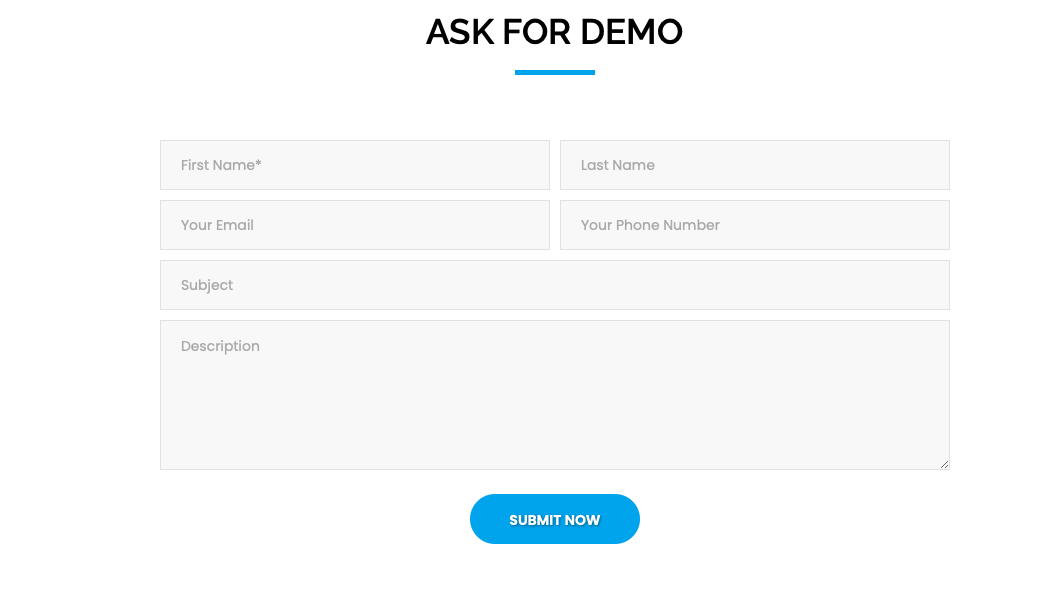 ASK FOR DEMO
First Name*
Last Name
Your Email
Your Phone Number
Subject
Description
SUBMIT NOW